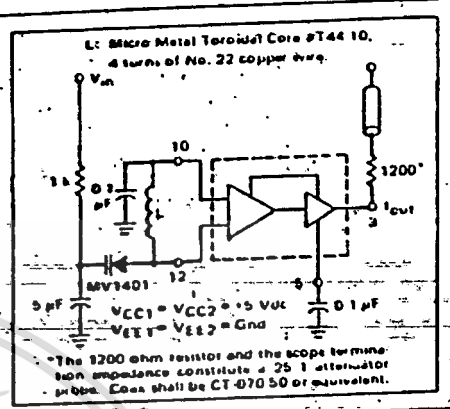 L: Micro Metal Toroidal Core #T44 10,
4 turns of No. 22 copper wire.
Vin
10
1 k
1200*
μF
L
3
fout
12
MV1401
5 μF
5
0.1 μF
VCC1 = VCC2 = +5 Vdc
VEE1 = VEE2 = Gnd
*The 1200 ohm resistor and the scope termina-
tion impedance constitute a 25:1 attenuator
probe. Coax shall be CT-070 50 or equivalent.